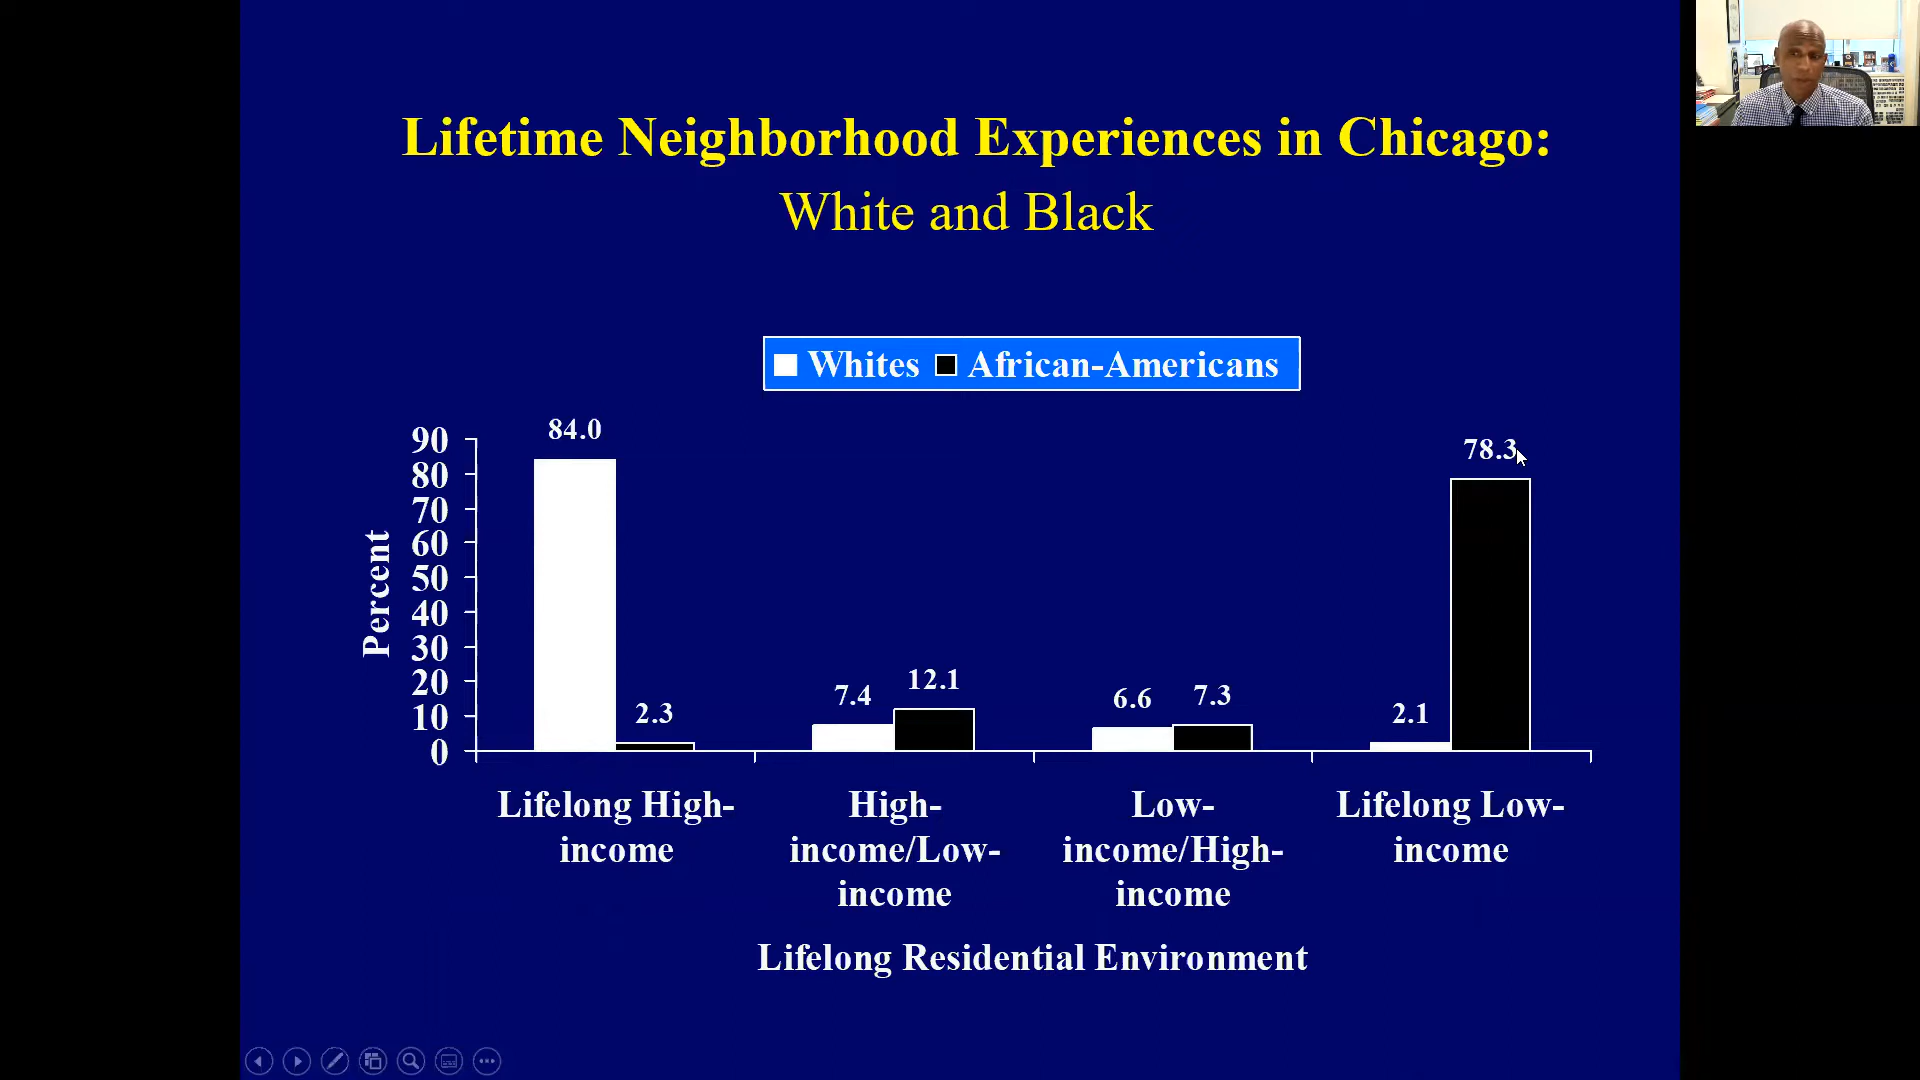 Lifetime Neighborhood Experiences in Chicago:
White and Black
Whites African-Americans
90
80
70
60
50
40
30
20
10
0
Percent
84.0
2.3
7.4
12.1
6.6
7.3
2.1
78.3
Lifelong High-
income
High-
income/Low-
income
Low-
income/High-
income
Lifelong Low-
income
Lifelong Residential Environment